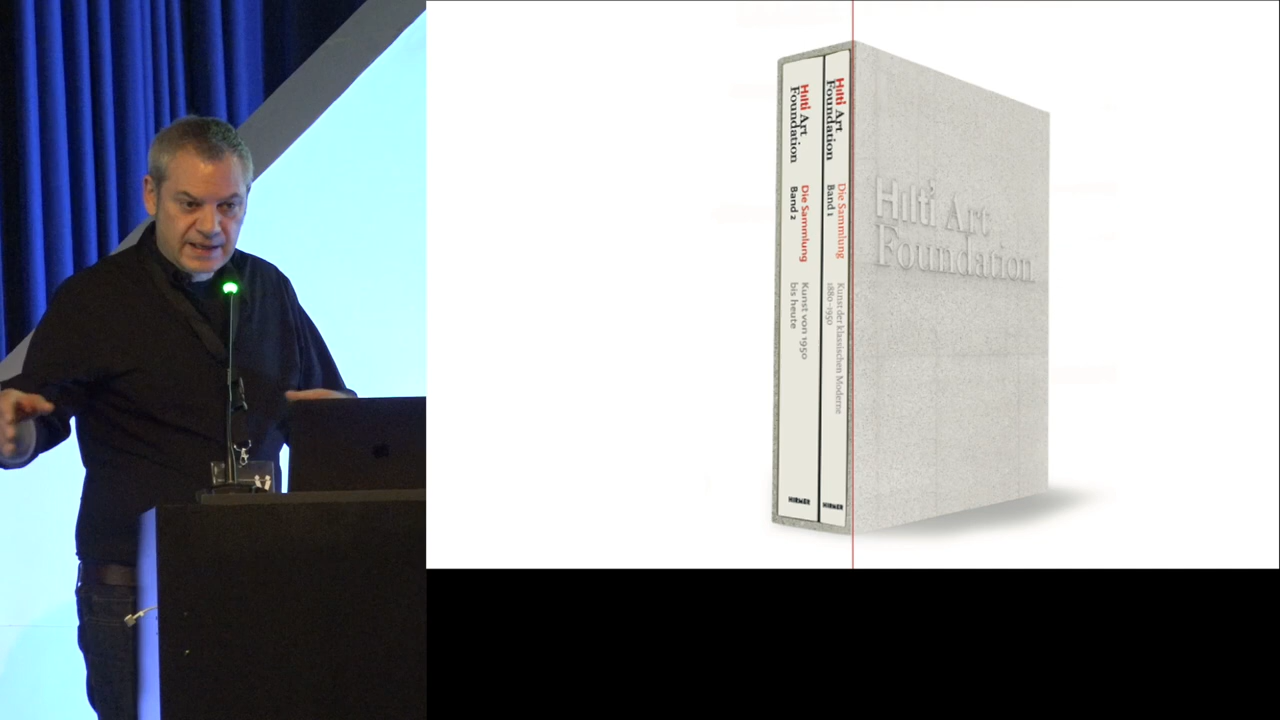 Hilti Art
Foundation
Die Sammlung
Band 2
Kunst von 1950
bis heute
HIRMER
Hilti Art
Foundation
Die Sammlung
Band 1
Kunst der klassischen Moderne
1880–1950
HIRMER
Hilti Art
Foundation